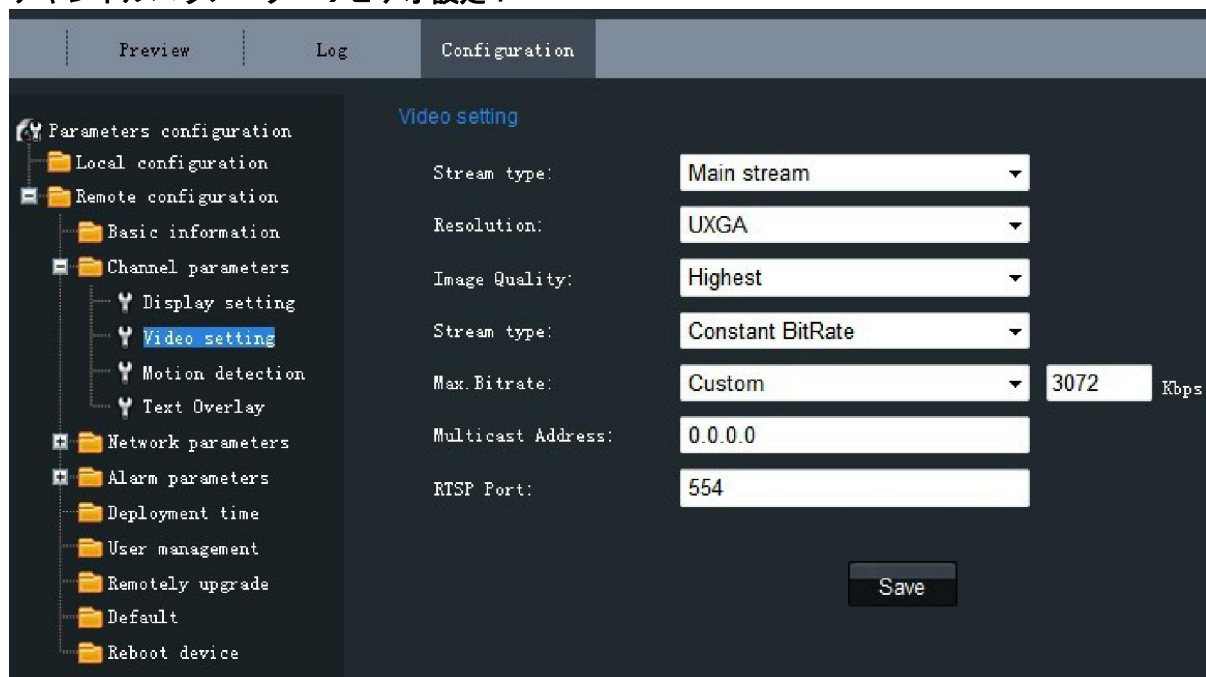 Preview Log Configuration
Parameters configuration
Local configuration
Remote configuration
Basic information
Channel parameters
Display setting
Video setting
Motion detection
Text Overlay
Network parameters
Alarm parameters
Deployment time
User management
Remotely upgrade
Default
Reboot device
Video setting
Stream type: Main stream
Resolution: UXGA
Image Quality: Highest
Stream type: Constant BitRate
Max.Bitrate: Custom 3072 Kbps
Multicast Address: 0.0.0.0
RTSP Port: 554
Save